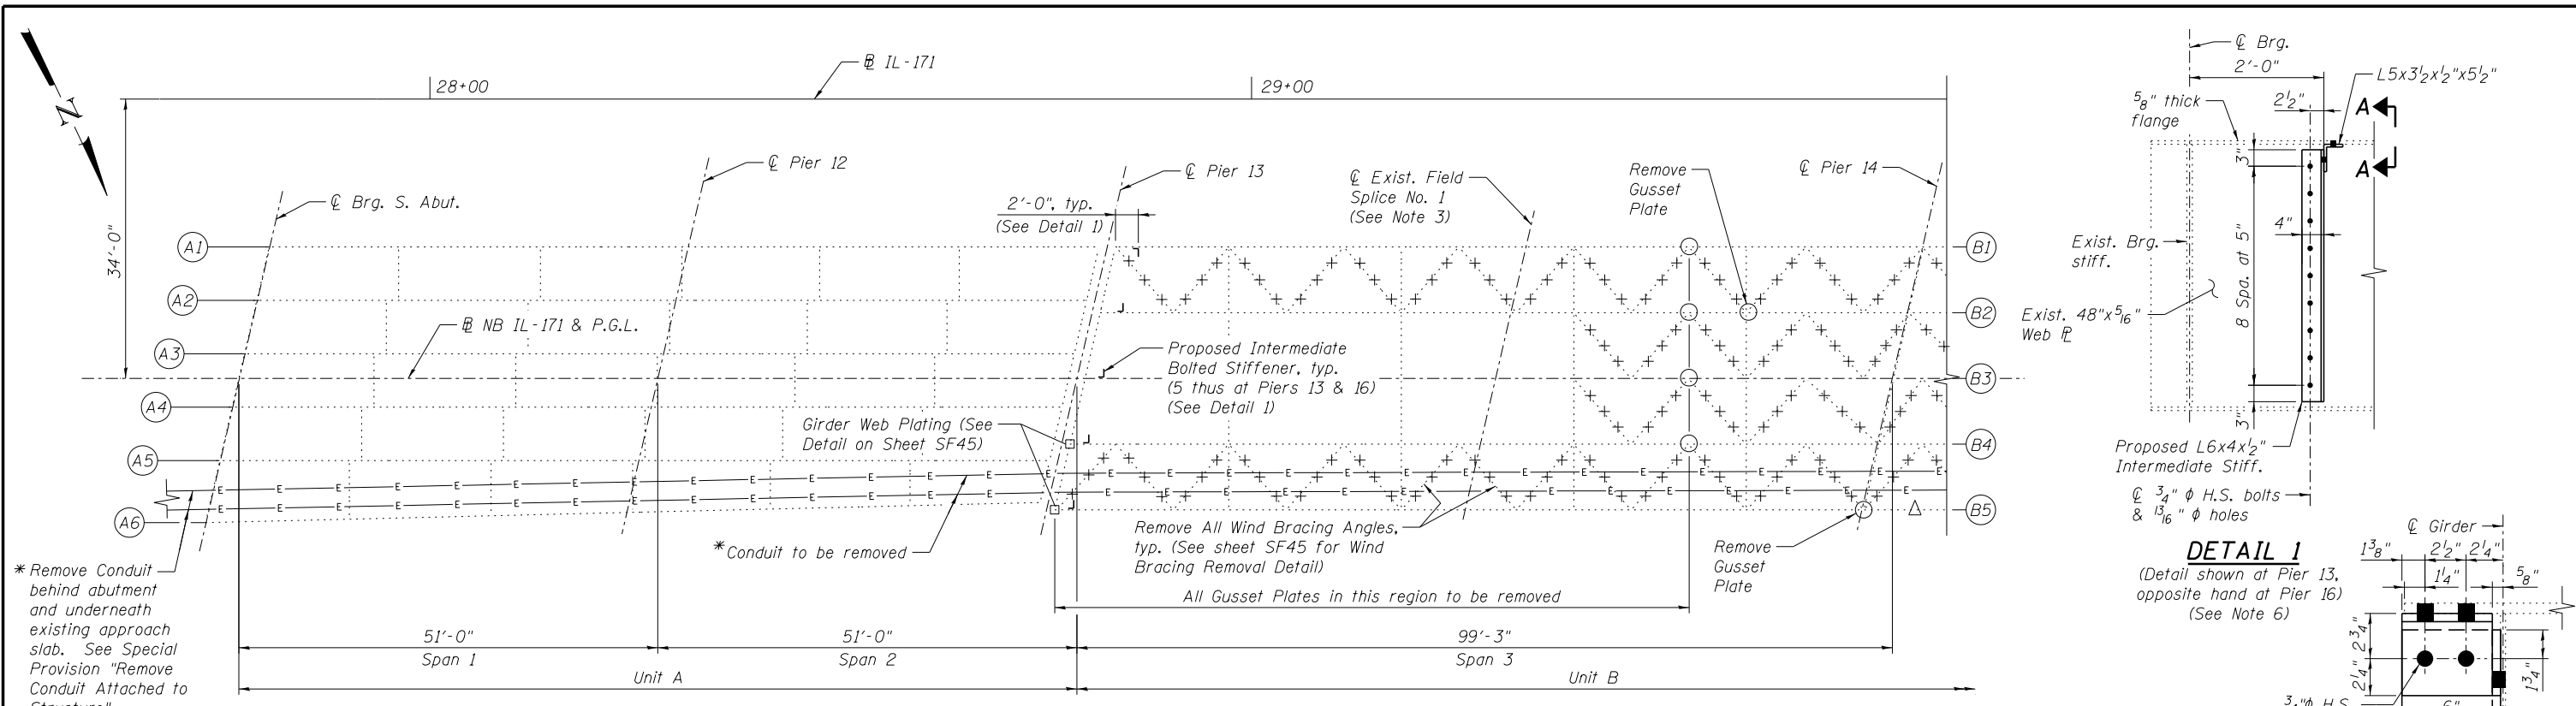 N
℄ IL-171
28+00
29+00
34'-0"
℄ Brg. S. Abut.
℄ Pier 12
℄ Pier 13
2'-0", typ.
(See Detail 1)
℄ Exist. Field
Splice No. 1
(See Note 3)
Remove
Gusset
Plate
℄ Pier 14
A1
A2
A3
A4
A5
A6
B1
B2
B3
B4
B5
℄ NB IL-171 & P.G.L.
Proposed Intermediate
Bolted Stiffener, typ.
(5 thus at Piers 13 & 16)
(See Detail 1)
Girder Web Plating (See
Detail on Sheet SF45)
E E E E E E E E E E E E E E E E E E E E E E E E E E E E E E
E E E E E E E E E E E E E E E E E E E E E E E E E E E E E
*Conduit to be removed
Remove All Wind Bracing Angles,
typ. (See sheet SF45 for Wind
Bracing Removal Detail)
Remove
Gusset
Plate
* Remove Conduit
behind abutment
and underneath
existing approach
slab. See Special
Provision "Remove
Conduit Attached to
Structure"
All Gusset Plates in this region to be removed
51'-0"
Span 1
51'-0"
Span 2
99'-3"
Span 3
Unit A
Unit B
℄ Brg.
2'-0"
L5x3½x½"x5½"
⅝" thick
flange
2½"
A
A
3"
4"
8 Spa. at 5"
3"
Exist. Brg.
stiff.
Exist. 48"x5/16"
Web ℙL
Proposed L6x4x½"
Intermediate Stiff.
℄ ¾" φ H.S. bolts
& 13/16" φ holes
DETAIL 1
(Detail shown at Pier 13,
opposite hand at Pier 16)
(See Note 6)
℄ Girder
1⅜"
2½"
2¼"
1¼"
⅝"
2¾"
2¼"
1¾"
¾"φ H.S.
6"